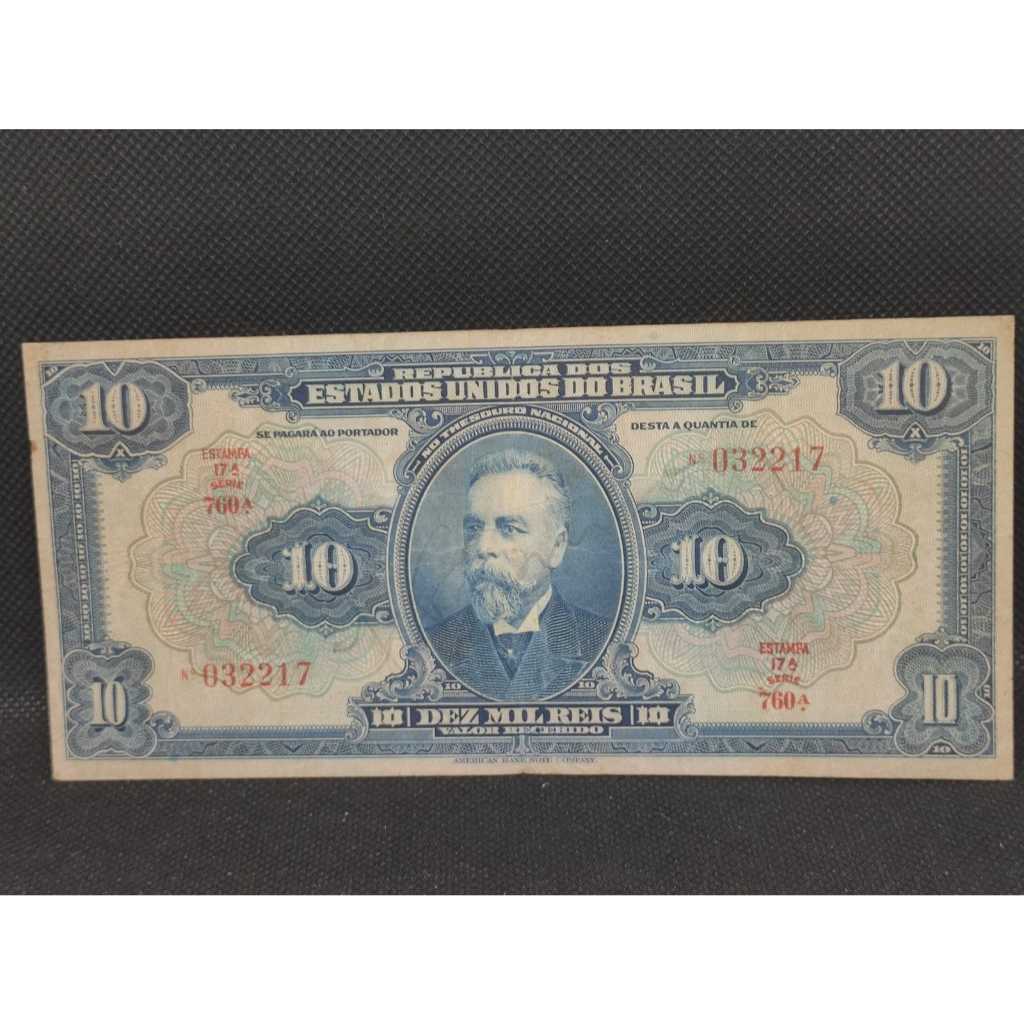 REPUBLICA DOS
ESTADOS UNIDOS DO BRASIL
10
10
NO THESOURO NACIONAL
SE PAGARÁ AO PORTADOR
DESTA A QUANTIA DE
ESTAMPA
17ª
SERIE
760ª
Nº 032217
10
10
Nº 032217
ESTAMPA
17ª
SERIE
760ª
10
10
10
10
10 DEZ MIL REIS 10
VALOR RECEBIDO
10
AMERICAN BANK NOTE COMPANY.